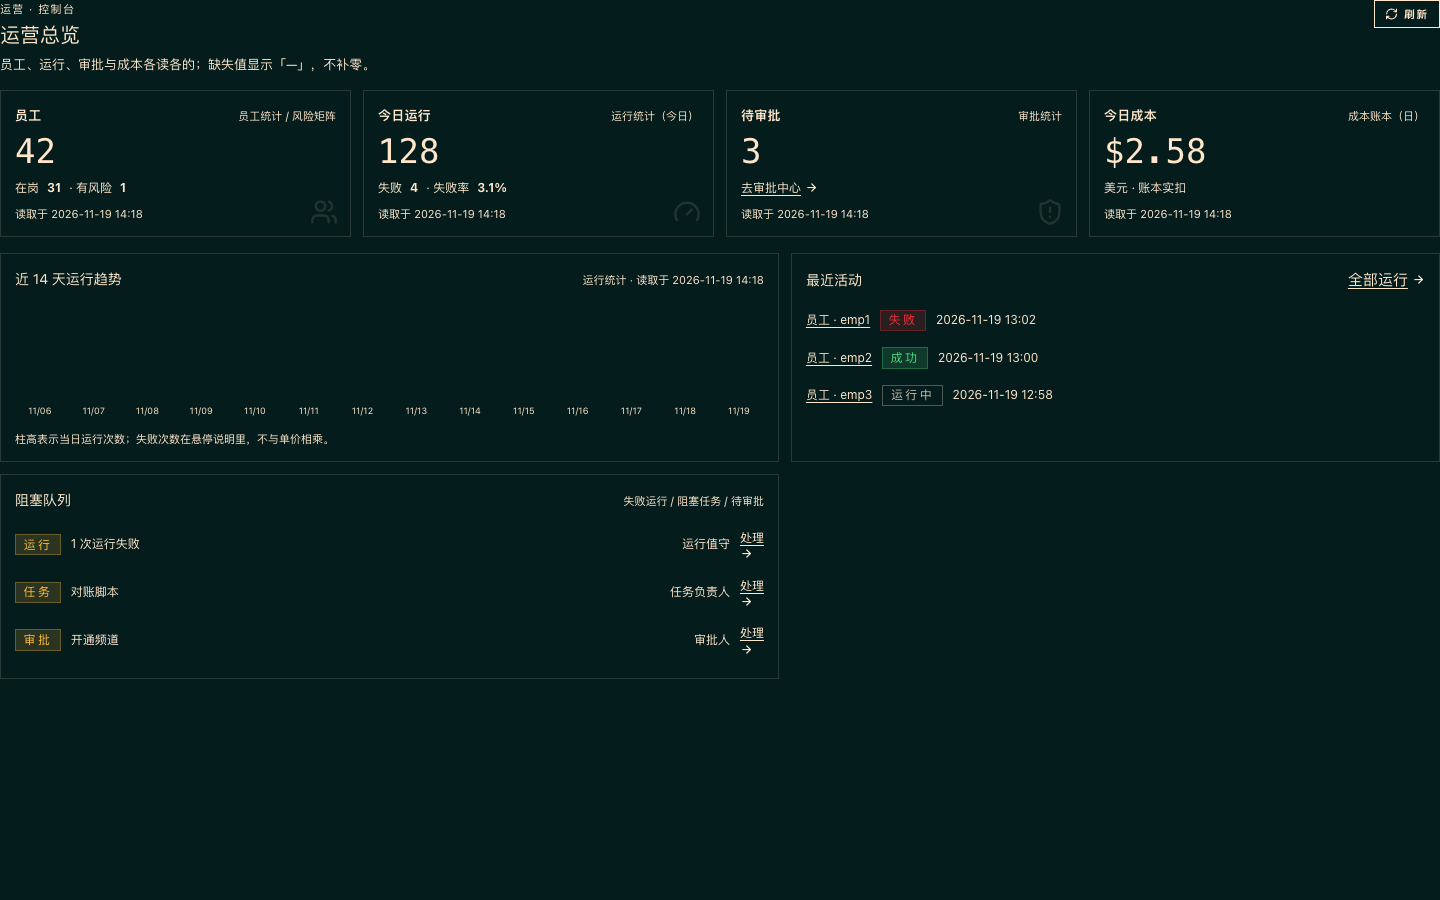 运营 · 控制台
刷新
运营总览
员工、运行、审批与成本各读各的；缺失值显示「—」，不补零。
员工
员工统计 / 风险矩阵
42
在岗 31 · 有风险 1
读取于 2026-11-19 14:18
今日运行
运行统计（今日）
128
失败 4 · 失败率 3.1%
读取于 2026-11-19 14:18
待审批
审批统计
3
去审批中心 →
读取于 2026-11-19 14:18
今日成本
成本账本（日）
$2.58
美元 · 账本实扣
读取于 2026-11-19 14:18
近 14 天运行趋势
运行统计 · 读取于 2026-11-19 14:18
11/06 11/07 11/08 11/09 11/10 11/11 11/12 11/13 11/14 11/15 11/16 11/17 11/18 11/19
柱高表示当日运行次数；失败次数在悬停说明里，不与单价相乘。
最近活动
全部运行 →
员工 · emp1 失败 2026-11-19 13:02
员工 · emp2 成功 2026-11-19 13:00
员工 · emp3 运行中 2026-11-19 12:58
阻塞队列
失败运行 / 阻塞任务 / 待审批
运行 1 次运行失败 运行值守 处理 →
任务 对账脚本 任务负责人 处理 →
审批 开通频道 审批人 处理 →